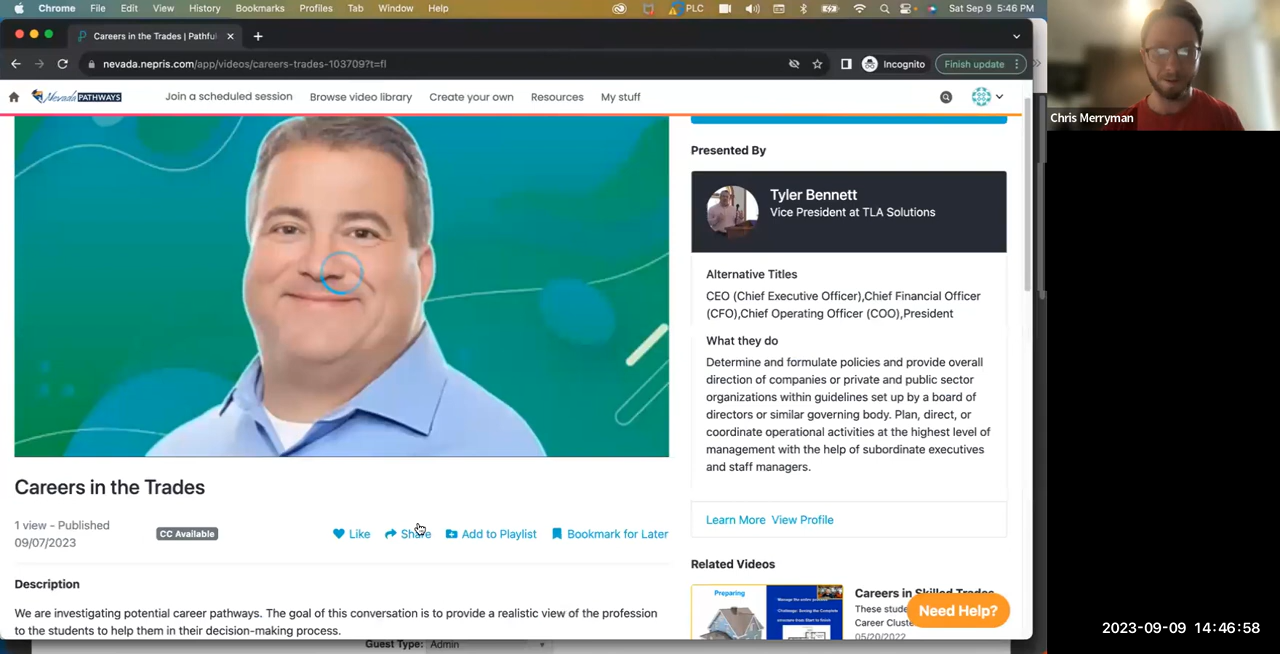 Chrome File Edit View History Bookmarks Profiles Tab Window Help PLC Sat Sep 9 5:46 PM
Careers in the Trades | Pathful
nevada.nepris.com/app/videos/careers-trades-103709?t=fl Incognito Finish update
Nevada PATHWAYS Join a scheduled session Browse video library Create your own Resources My stuff
Chris Merryman
Presented By
Tyler Bennett
Vice President at TLA Solutions
Alternative Titles
CEO (Chief Executive Officer),Chief Financial Officer
(CFO),Chief Operating Officer (COO),President
What they do
Determine and formulate policies and provide overall
direction of companies or private and public sector
organizations within guidelines set up by a board of
directors or similar governing body. Plan, direct, or
coordinate operational activities at the highest level of
management with the help of subordinate executives
and staff managers.
Learn More View Profile
Careers in the Trades
1 view - Published
09/07/2023
CC Available
Like Share Add to Playlist Bookmark for Later
Description
We are investigating potential career pathways. The goal of this conversation is to provide a realistic view of the profession
to the students to help them in their decision-making process.
Related Videos
Preparing
Careers in Skilled Trades
These stude
Career Cluste
05/20/2022
Need Help?
Guest Type: Admin
2023-09-09 14:46:58